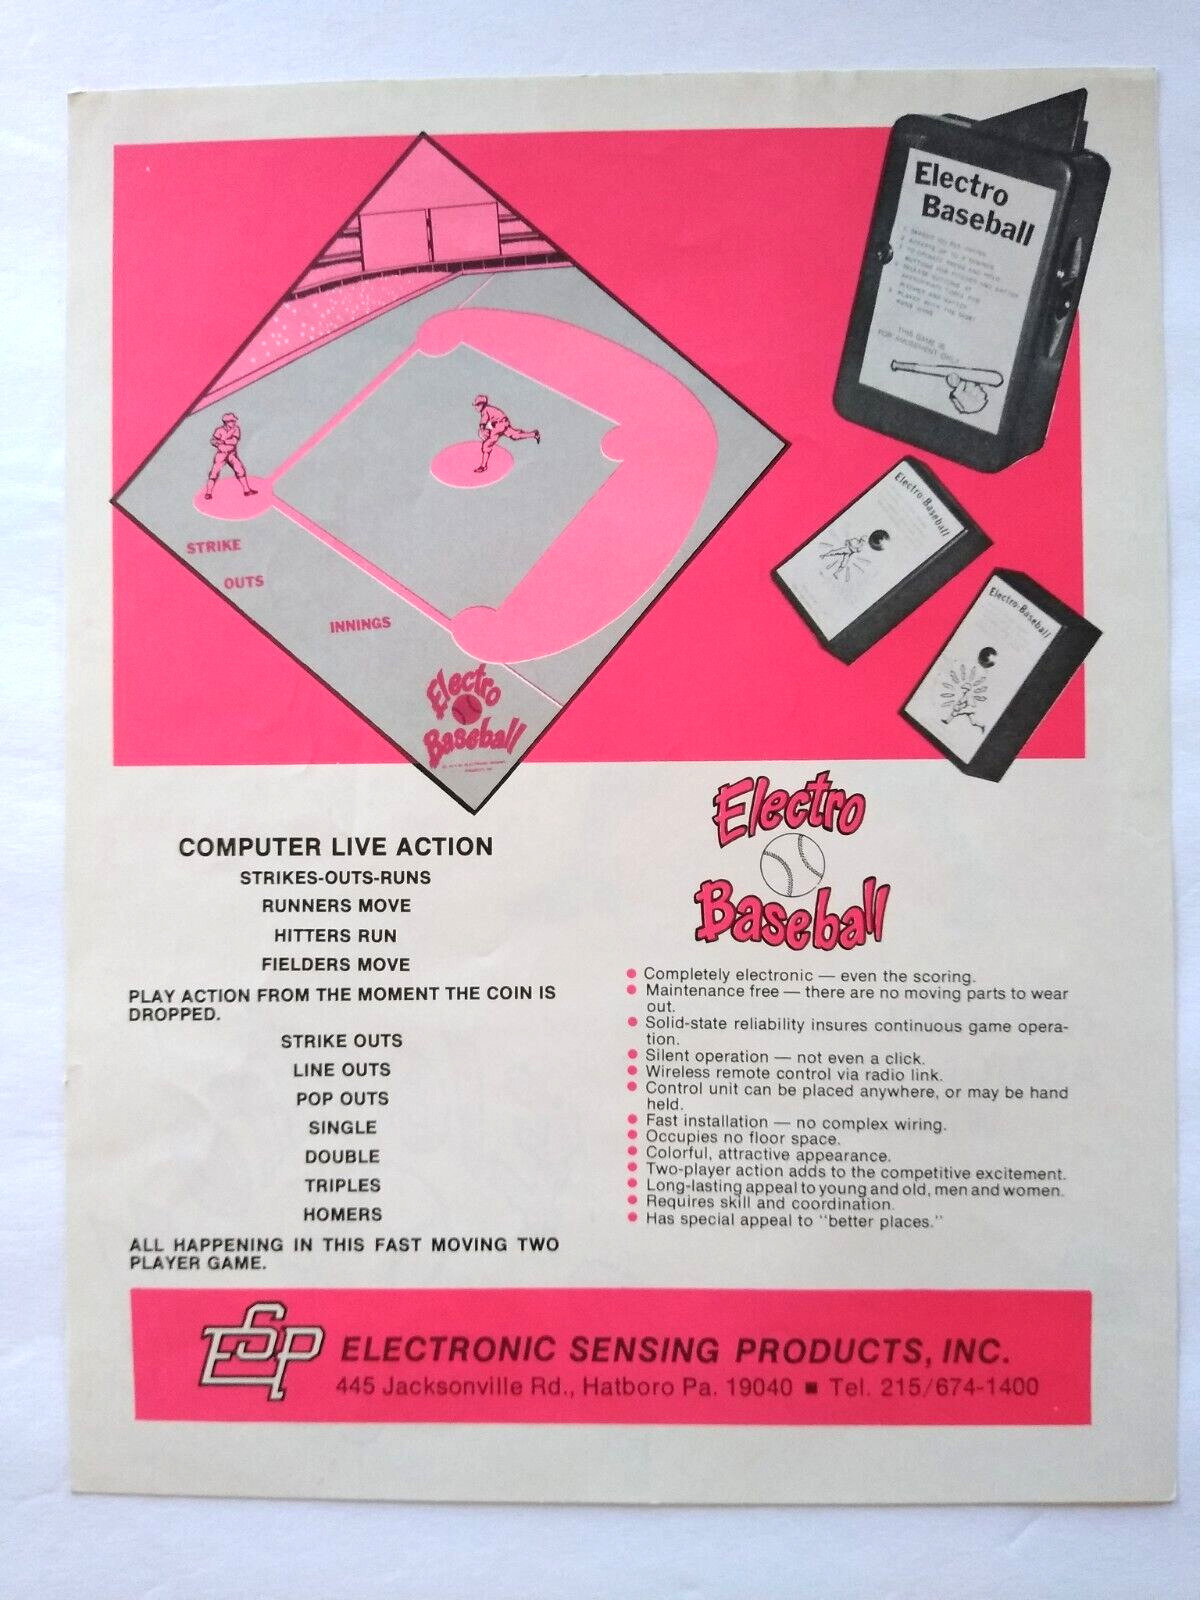 Electro
Baseball
THIS GAME IS
FOR AMUSEMENT ONLY
Electro-Baseball
Electro-Baseball
STRIKE
OUTS
INNINGS
Electro
Baseball
COMPUTER LIVE ACTION
STRIKES-OUTS-RUNS
RUNNERS MOVE
HITTERS RUN
FIELDERS MOVE
PLAY ACTION FROM THE MOMENT THE COIN IS
DROPPED.
STRIKE OUTS
LINE OUTS
POP OUTS
SINGLE
DOUBLE
TRIPLES
HOMERS
ALL HAPPENING IN THIS FAST MOVING TWO
PLAYER GAME.
Electro
Baseball
● Completely electronic — even the scoring.
● Maintenance free — there are no moving parts to wear
out.
● Solid-state reliability insures continuous game opera-
tion.
● Silent operation — not even a click.
● Wireless remote control via radio link.
● Control unit can be placed anywhere, or may be hand
held.
● Fast installation — no complex wiring.
● Occupies no floor space.
● Colorful, attractive appearance.
● Two-player action adds to the competitive excitement.
● Long-lasting appeal to young and old, men and women.
● Requires skill and coordination.
● Has special appeal to "better places."
ESP ELECTRONIC SENSING PRODUCTS, INC.
445 Jacksonville Rd., Hatboro Pa. 19040 ■ Tel. 215/674-1400